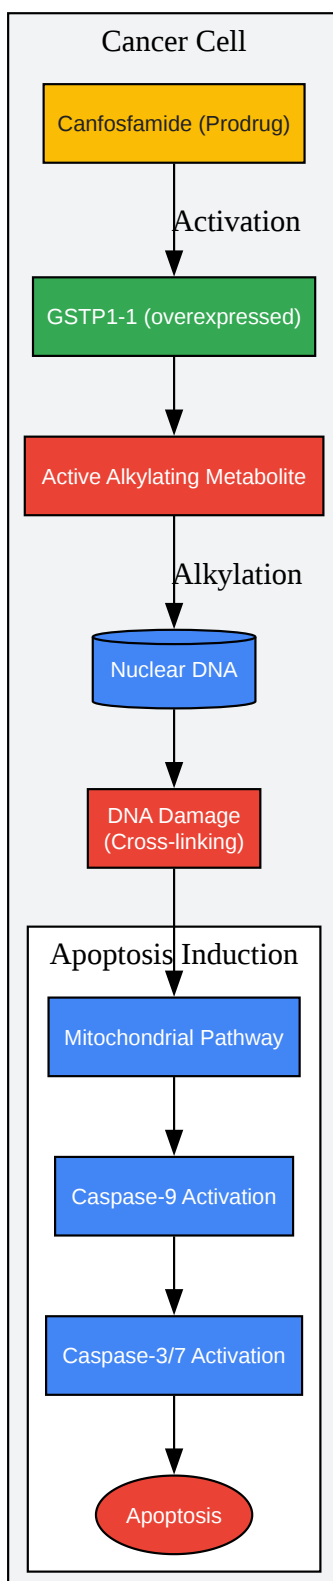 Cancer Cell
Canfosfamide (Prodrug)
Activation
GSTP1-1 (overexpressed)
Active Alkylating Metabolite
Alkylation
Nuclear DNA
DNA Damage
(Cross-linking)
Apoptosis Induction
Mitochondrial Pathway
Caspase-9 Activation
Caspase-3/7 Activation
Apoptosis